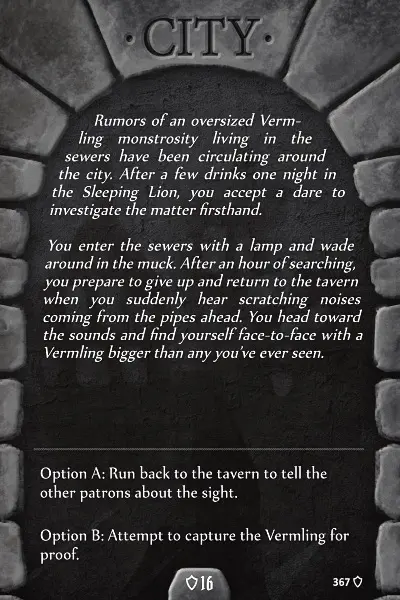 ·CITY·
Rumors of an oversized Verm-
ling monstrosity living in the
sewers have been circulating around
the city. After a few drinks one night in
the Sleeping Lion, you accept a dare to
investigate the matter firsthand.
You enter the sewers with a lamp and wade
around in the muck. After an hour of searching,
you prepare to give up and return to the tavern
when you suddenly hear scratching noises
coming from the pipes ahead. You head toward
the sounds and find yourself face-to-face with a
Vermling bigger than any you've ever seen.
Option A: Run back to the tavern to tell the
other patrons about the sight.
Option B: Attempt to capture the Vermling for
proof.
16
367